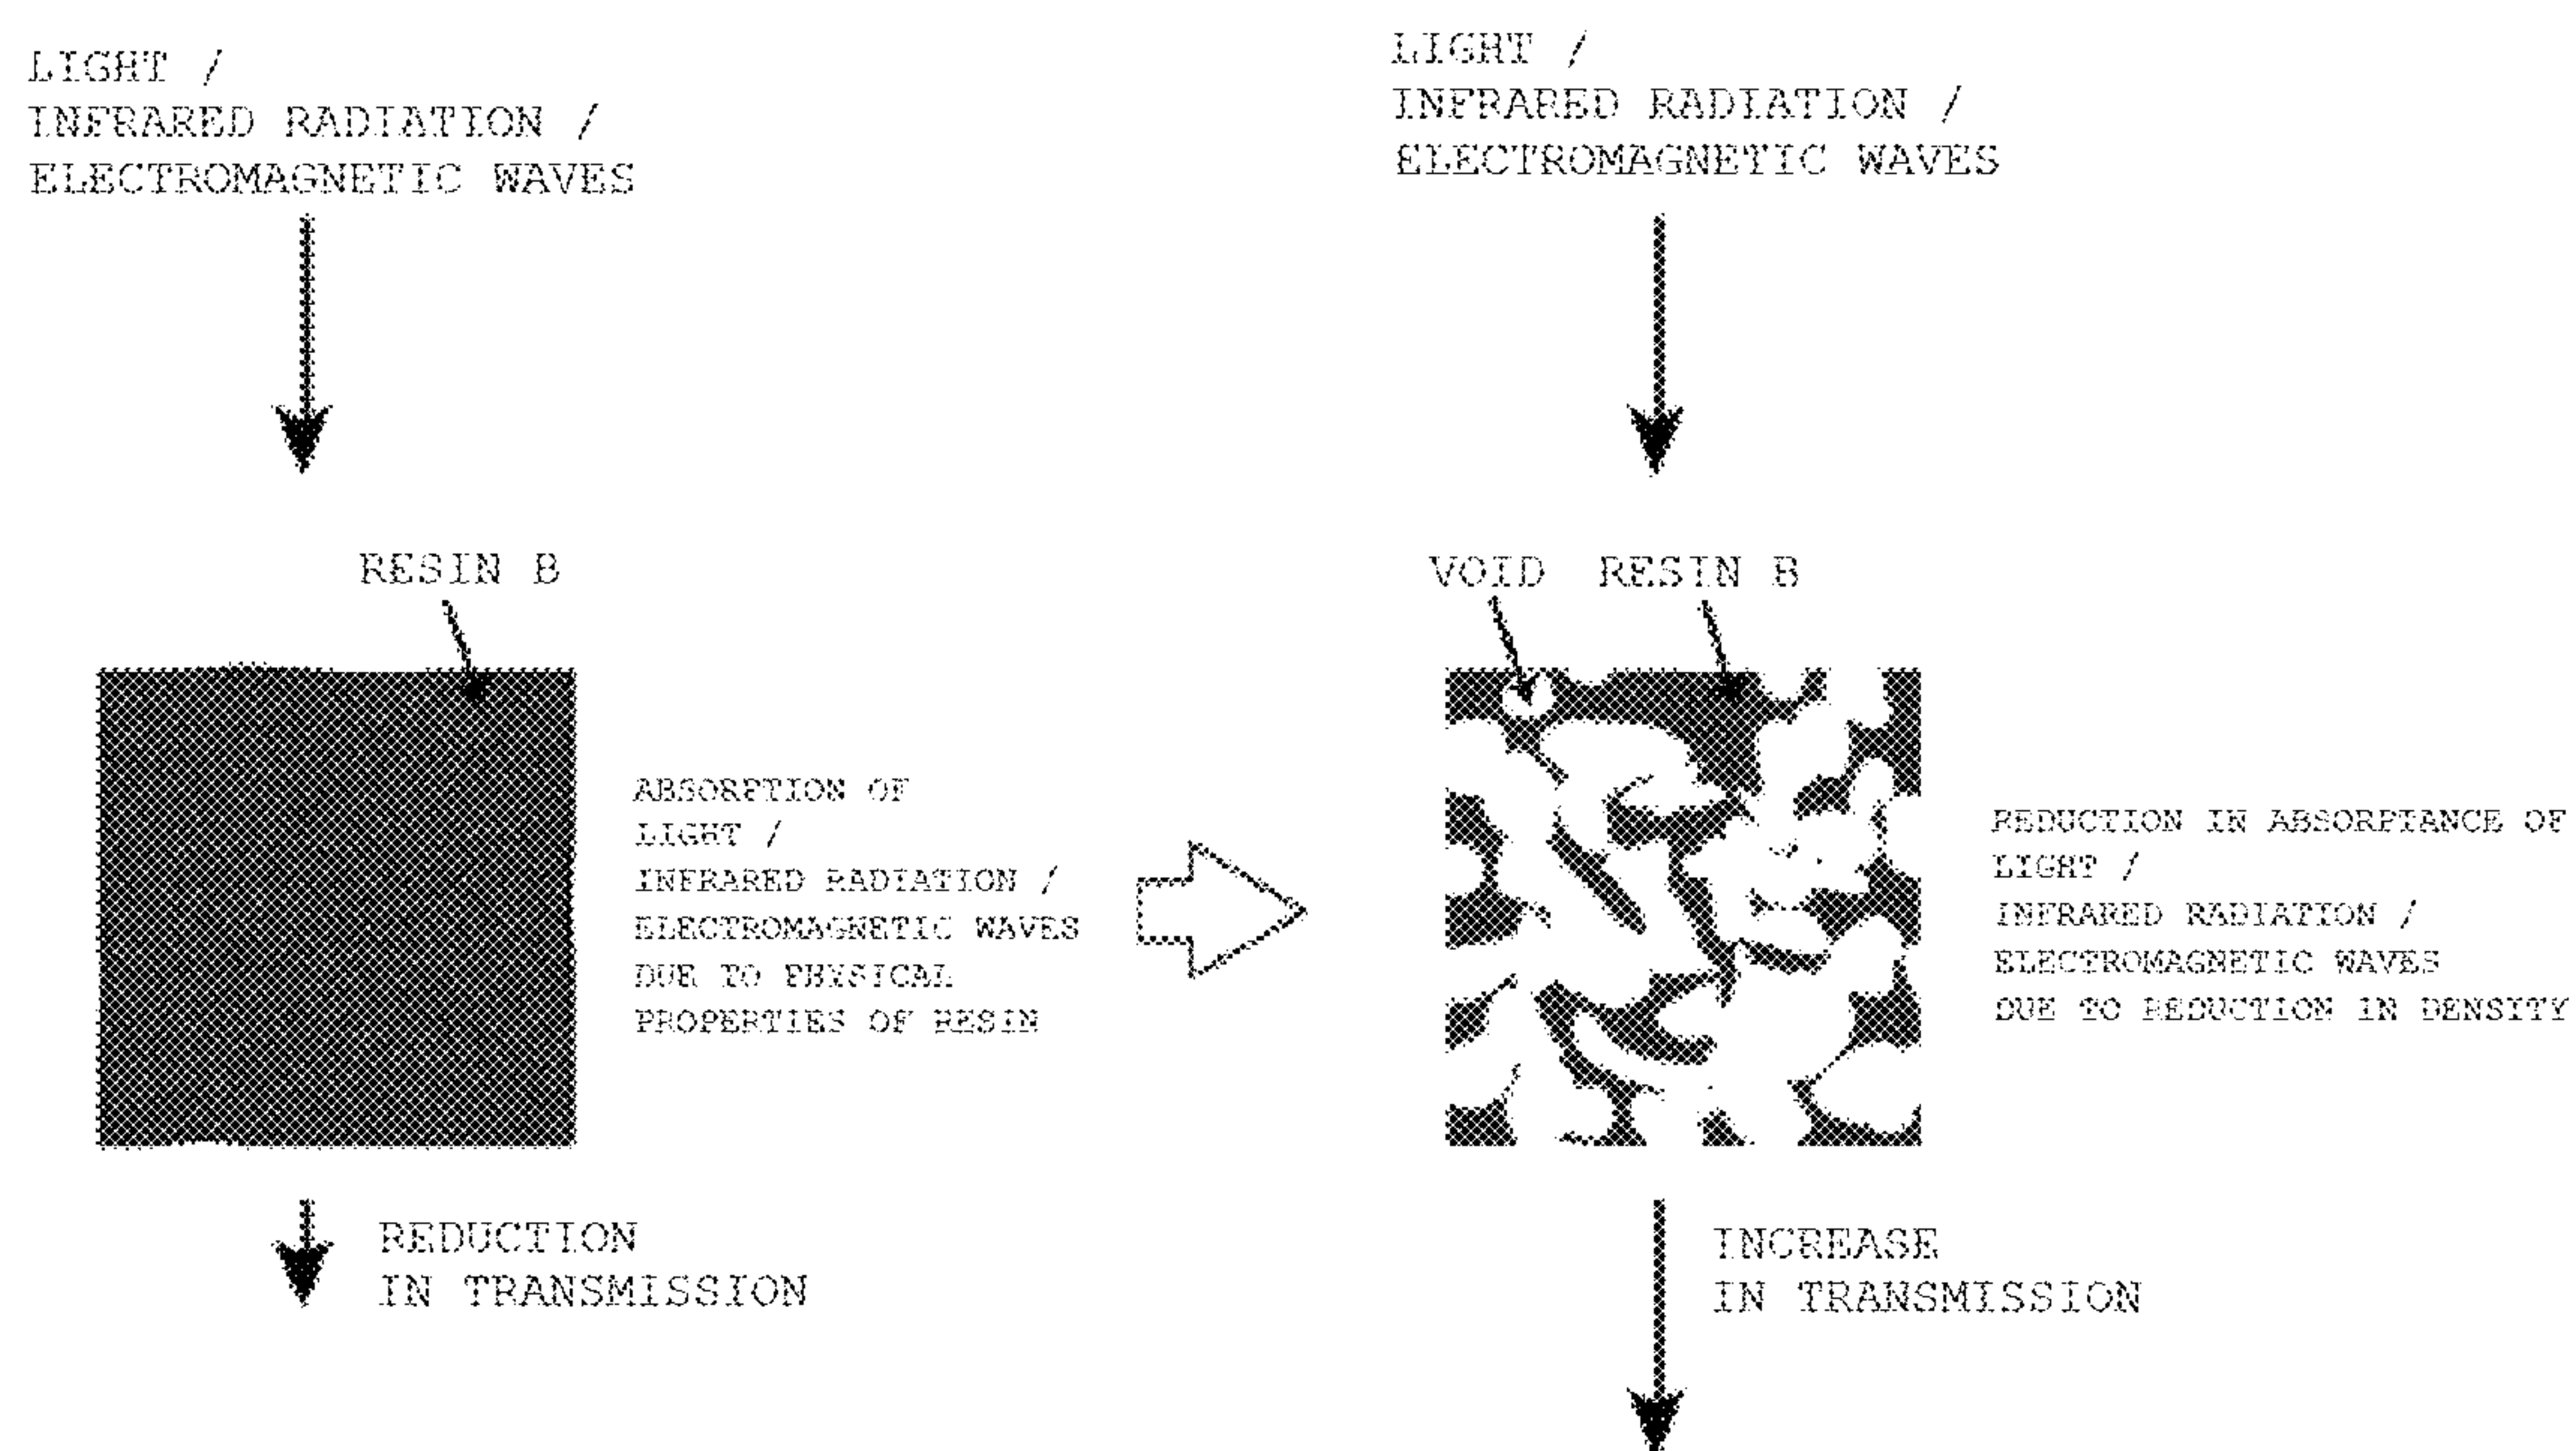 LIGHT /
INFRARED RADIATION /
ELECTROMAGNETIC WAVES
RESIN B
ABSORPTION OF
LIGHT /
INFRARED RADIATION /
ELECTROMAGNETIC WAVES
DUE TO PHYSICAL
PROPERTIES OF RESIN
REDUCTION
IN TRANSMISSION
LIGHT /
INFRARED RADIATION /
ELECTROMAGNETIC WAVES
VOID RESIN B
REDUCTION IN ABSORPTANCE OF
LIGHT /
INFRARED RADIATION /
ELECTROMAGNETIC WAVES
DUE TO REDUCTION IN DENSITY
INCREASE
IN TRANSMISSION